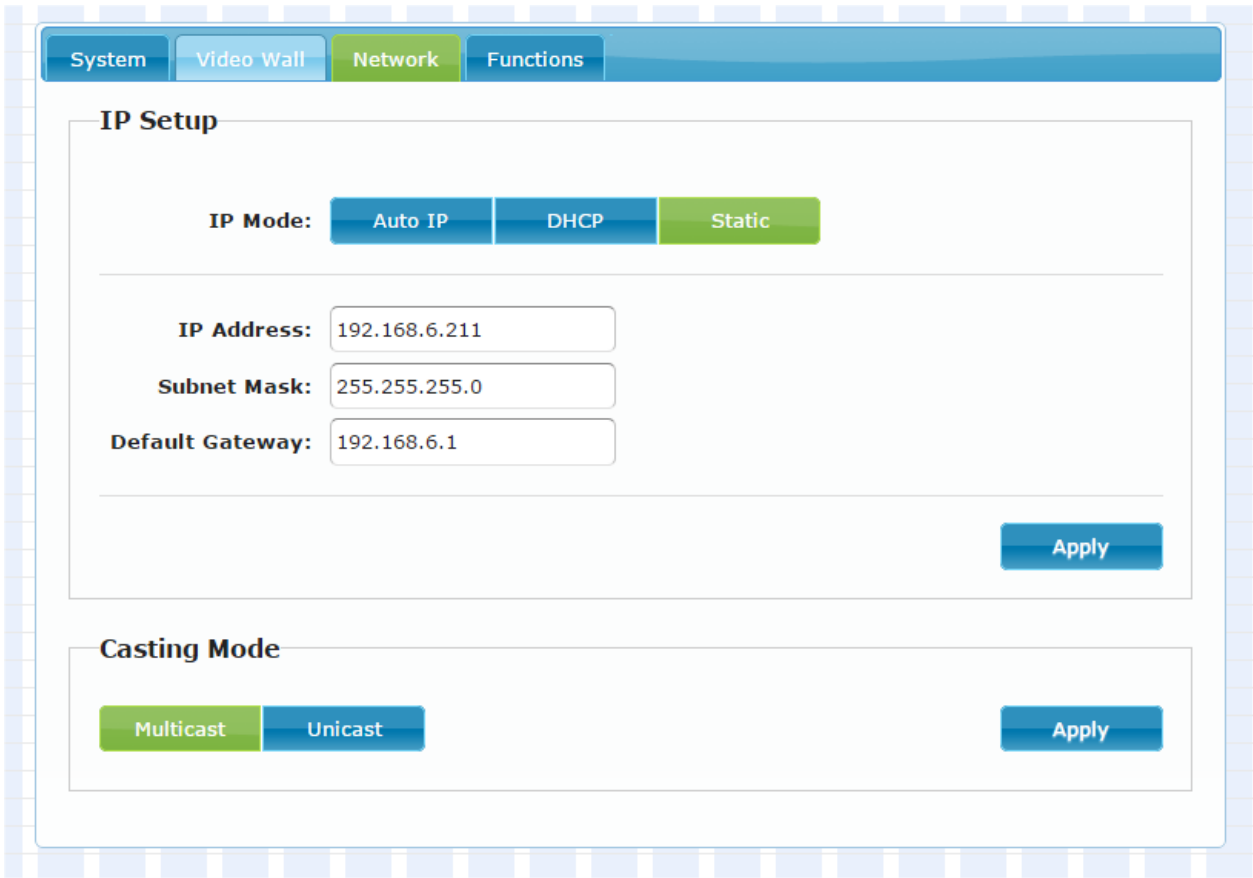 System Video Wall Network Functions
IP Setup
IP Mode: Auto IP DHCP Static
IP Address: 192.168.6.211
Subnet Mask: 255.255.255.0
Default Gateway: 192.168.6.1
Apply
Casting Mode
Multicast Unicast Apply